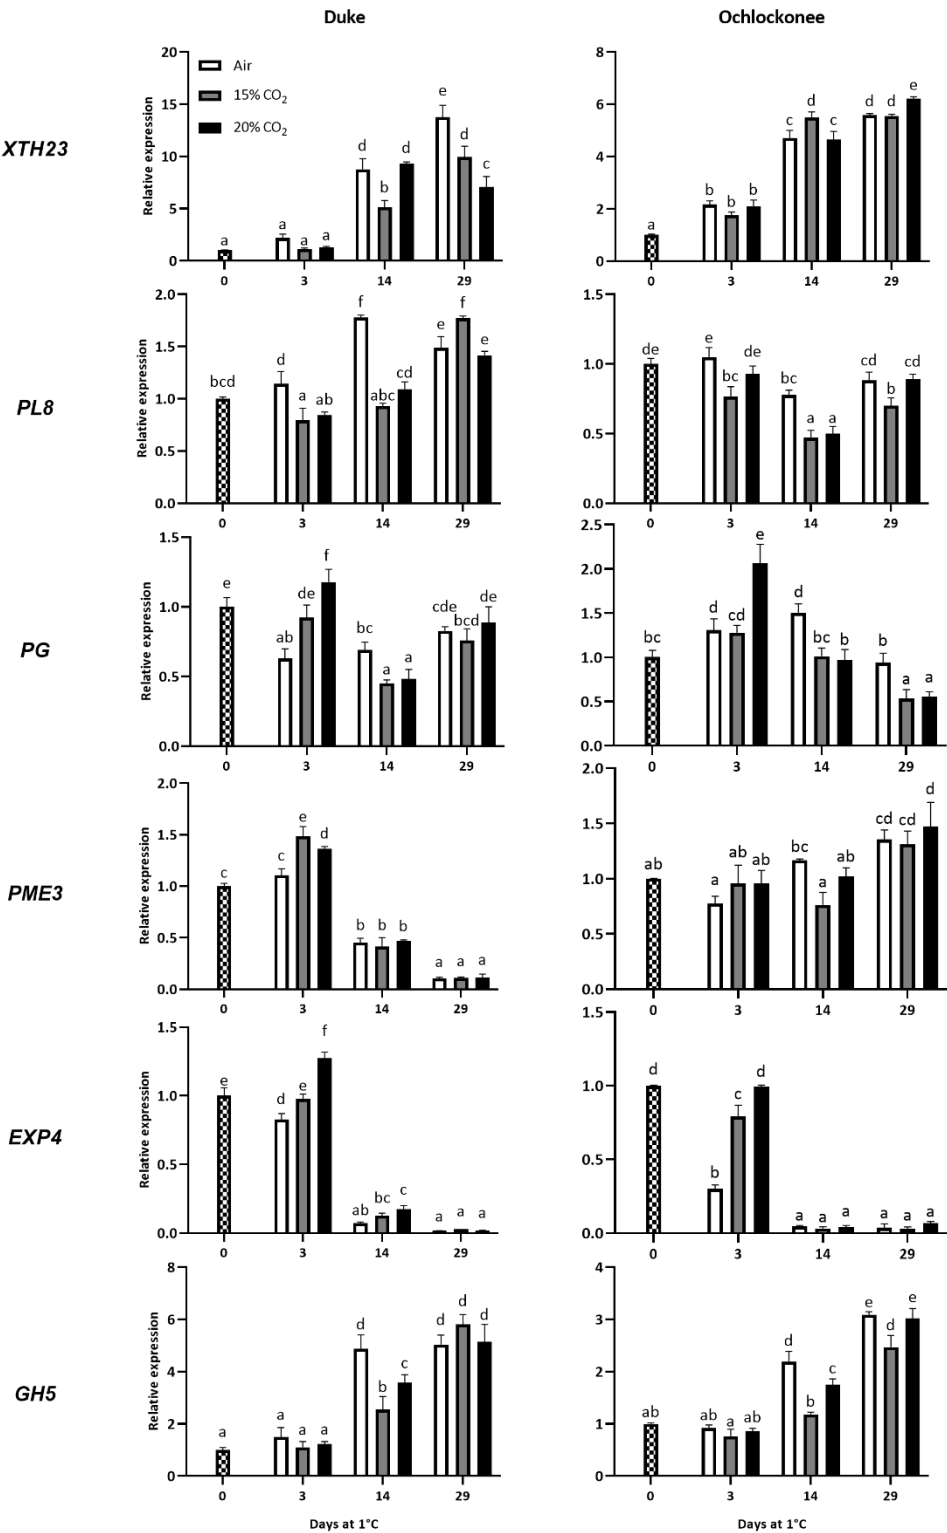 Duke Ochlockonee
XTH23
Relative expression
20
15
10
5
0
Air
15% CO2
20% CO2
a a a a d b d e d c
0 3 14 29
8
6
4
2
0
a b b b c d c d d e
0 3 14 29
PL8
Relative expression
2.0
1.5
1.0
0.5
0.0
bcd d a ab f abc cd e f e
0 3 14 29
1.5
1.0
0.5
0.0
de e bc de bc a a cd b cd
0 3 14 29
PG
Relative expression
1.5
1.0
0.5
0.0
e ab de f bc a a cde bcd de
0 3 14 29
2.5
2.0
1.5
1.0
0.5
0.0
bc d cd e d bc b b a a
0 3 14 29
PME3
Relative expression
2.0
1.5
1.0
0.5
0.0
c c e d b b b a a a
0 3 14 29
2.0
1.5
1.0
0.5
0.0
ab a ab ab bc a ab cd cd d
0 3 14 29
EXP4
Relative expression
1.5
1.0
0.5
0.0
e d e f ab bc c a a a
0 3 14 29
1.5
1.0
0.5
0.0
d b c d a a a a a a
0 3 14 29
GH5
Relative expression
8
6
4
2
0
a a a a d b c d d d
0 3 14 29
Days at 1°C
4
3
2
1
0
ab ab a ab d b c e d e
0 3 14 29
Days at 1°C